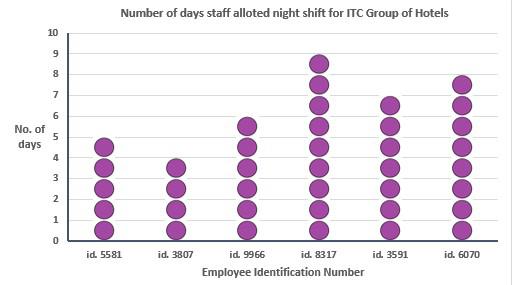 Number of days staff alloted night shift for ITC Group of Hotels
10
9
8
7
6
5
4
3
2
1
0
No. of
days
id. 5581 id. 3807 id. 9966 id. 8317 id. 3591 id. 6070
Employee Identification Number